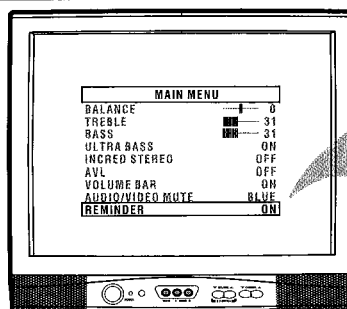 MAIN MENU
BALANCE 0
TREBLE 31
BASS 31
ULTRA BASS ON
INCRED STEREO OFF
AVL OFF
VOLUME BAR ON
AUDIO/VIDEO MUTE BLUE
REMINDER ON